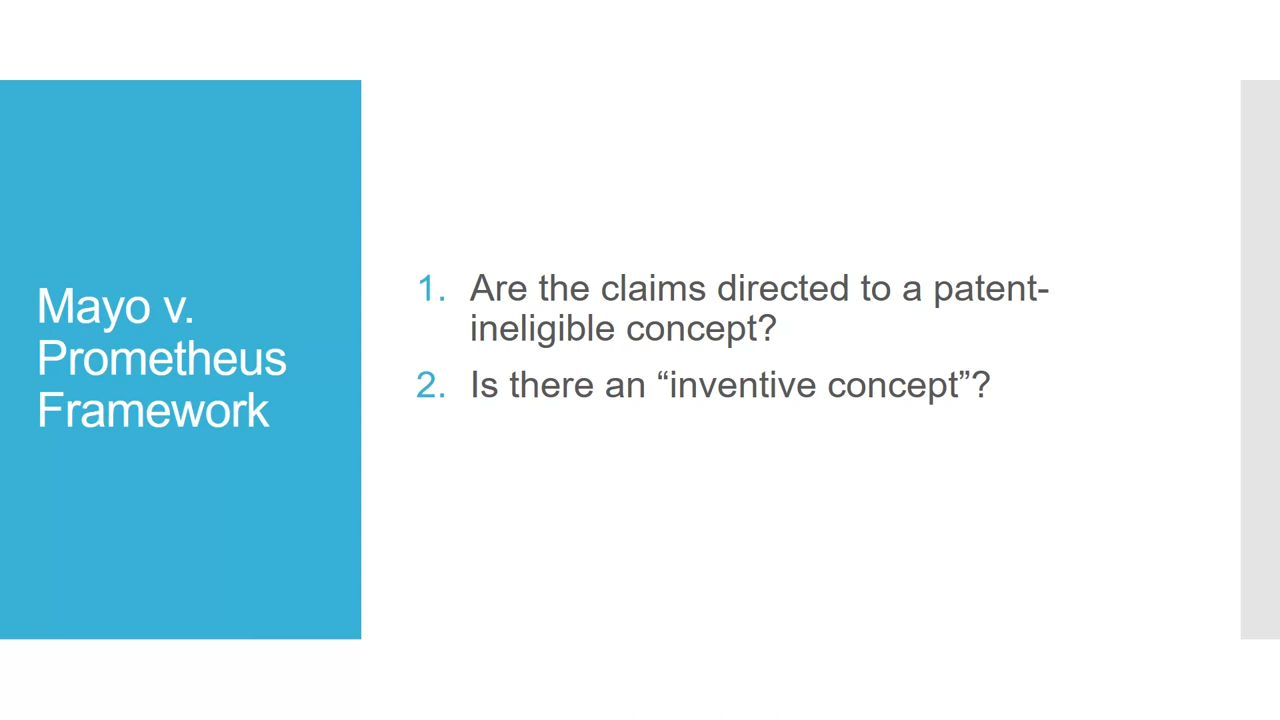 Mayo v.
Prometheus
Framework
1. Are the claims directed to a patent-
ineligible concept?
2. Is there an “inventive concept”?